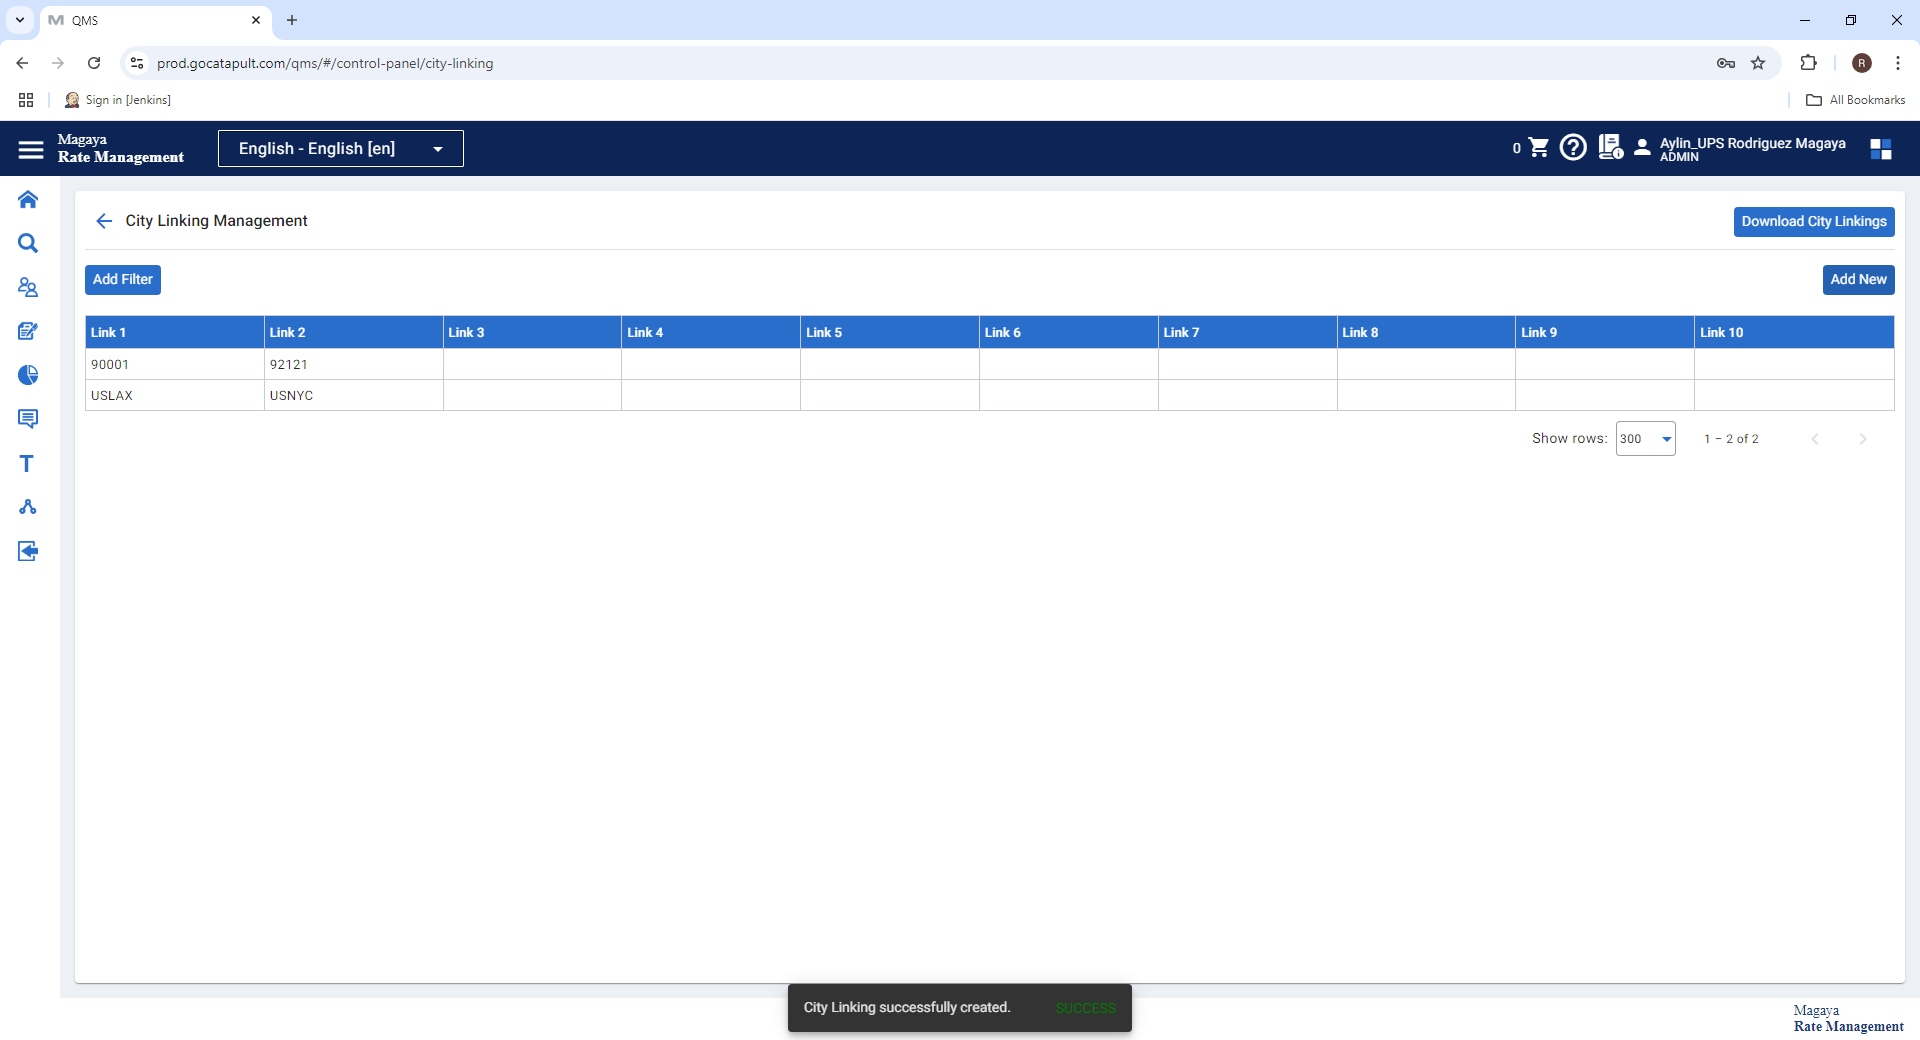 QMS
prod.gocatapult.com/qms/#/control-panel/city-linking
R
Sign in [Jenkins]
All Bookmarks
Magaya
Rate Management
English - English [en]
0
Aylin_UPS Rodriguez Magaya
ADMIN
City Linking Management
Download City Linkings
Add Filter
Add New
Link 1 Link 2 Link 3 Link 4 Link 5 Link 6 Link 7 Link 8 Link 9 Link 10
90001 92121
USLAX USNYC
Show rows: 300 1 – 2 of 2
T
City Linking successfully created. SUCCESS
Magaya
Rate Management